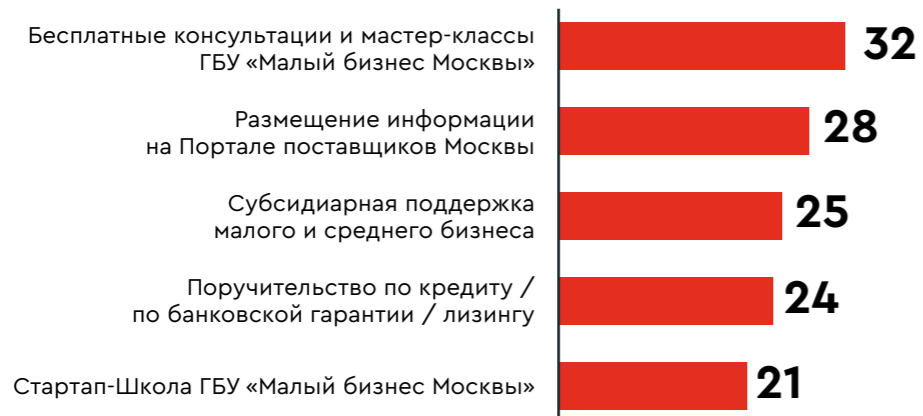 Бесплатные консультации и мастер-классы
ГБУ «Малый бизнес Москвы»
32
Размещение информации
на Портале поставщиков Москвы
28
Субсидиарная поддержка
малого и среднего бизнеса
25
Поручительство по кредиту /
по банковской гарантии / лизингу
24
Стартап-Школа ГБУ «Малый бизнес Москвы»
21